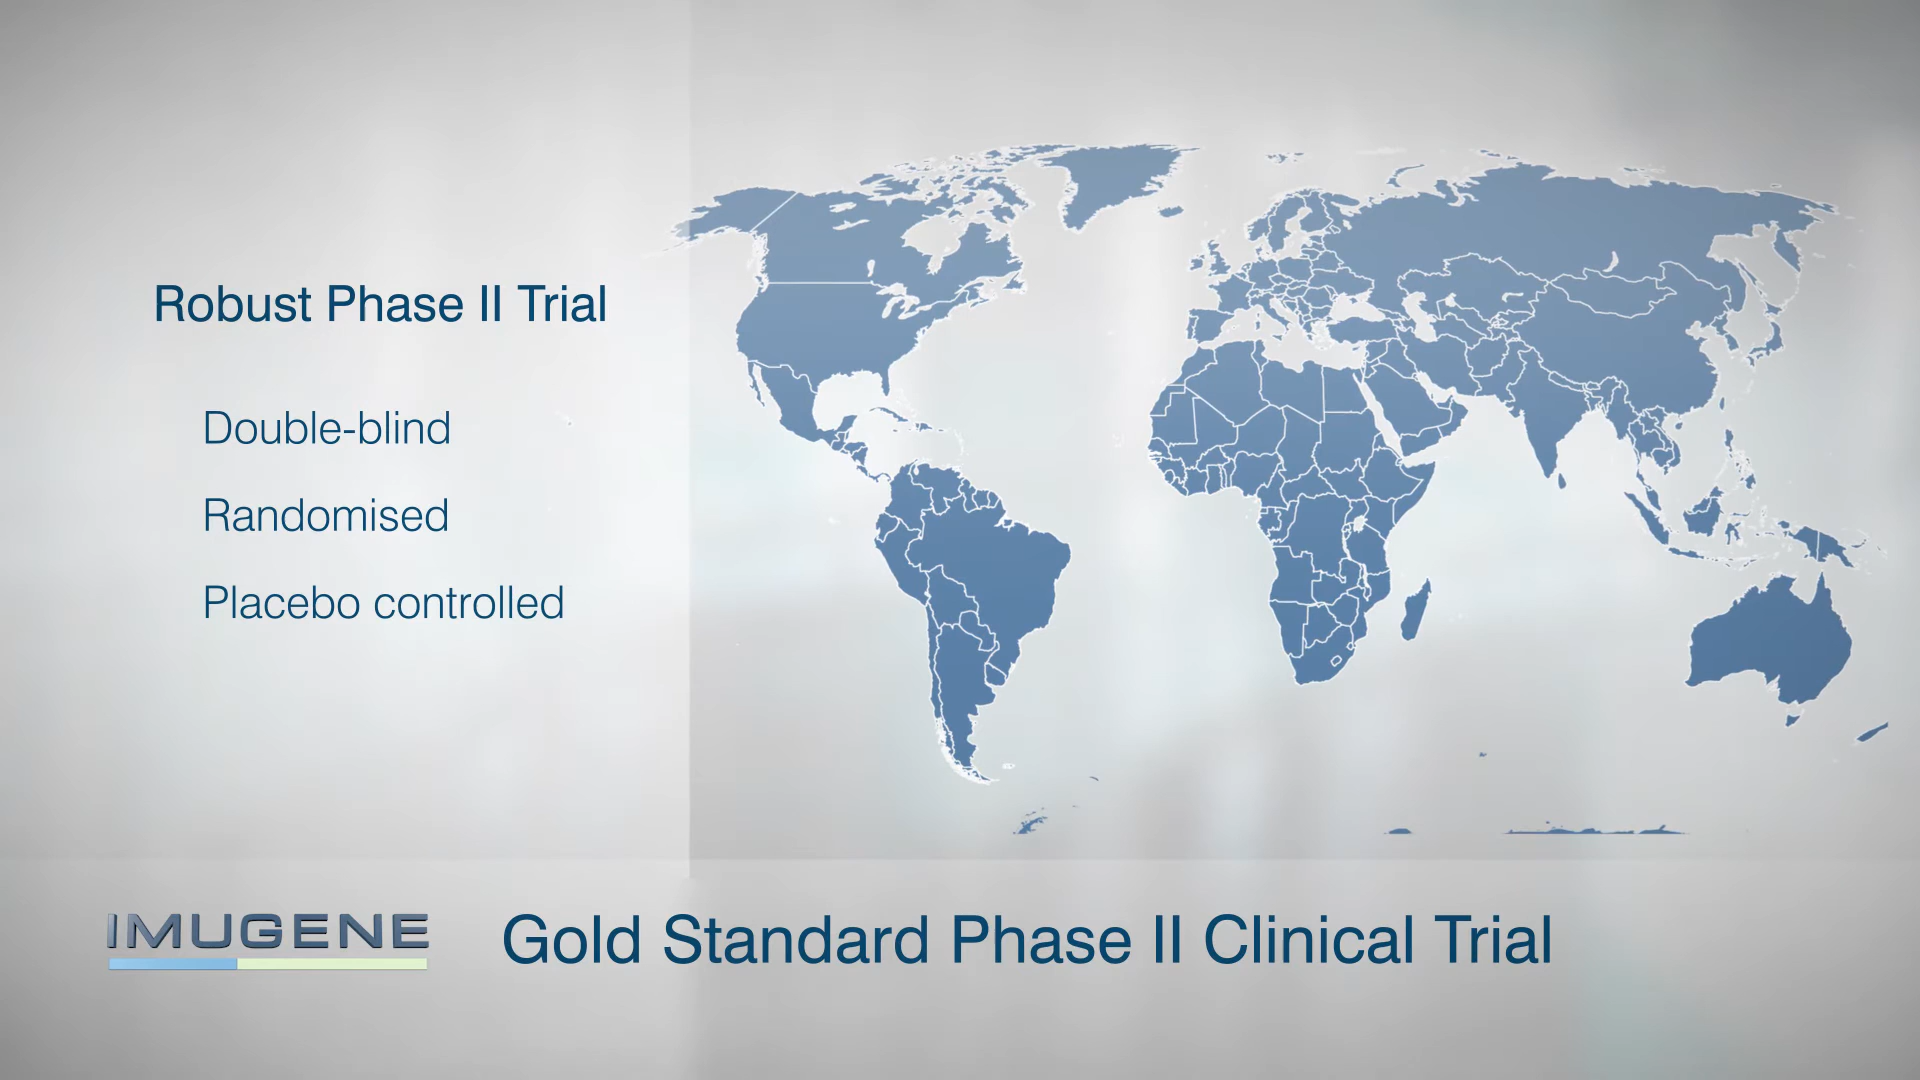 Robust Phase II Trial
Double-blind
Randomised
Placebo controlled
IMUGENE
Gold Standard Phase II Clinical Trial